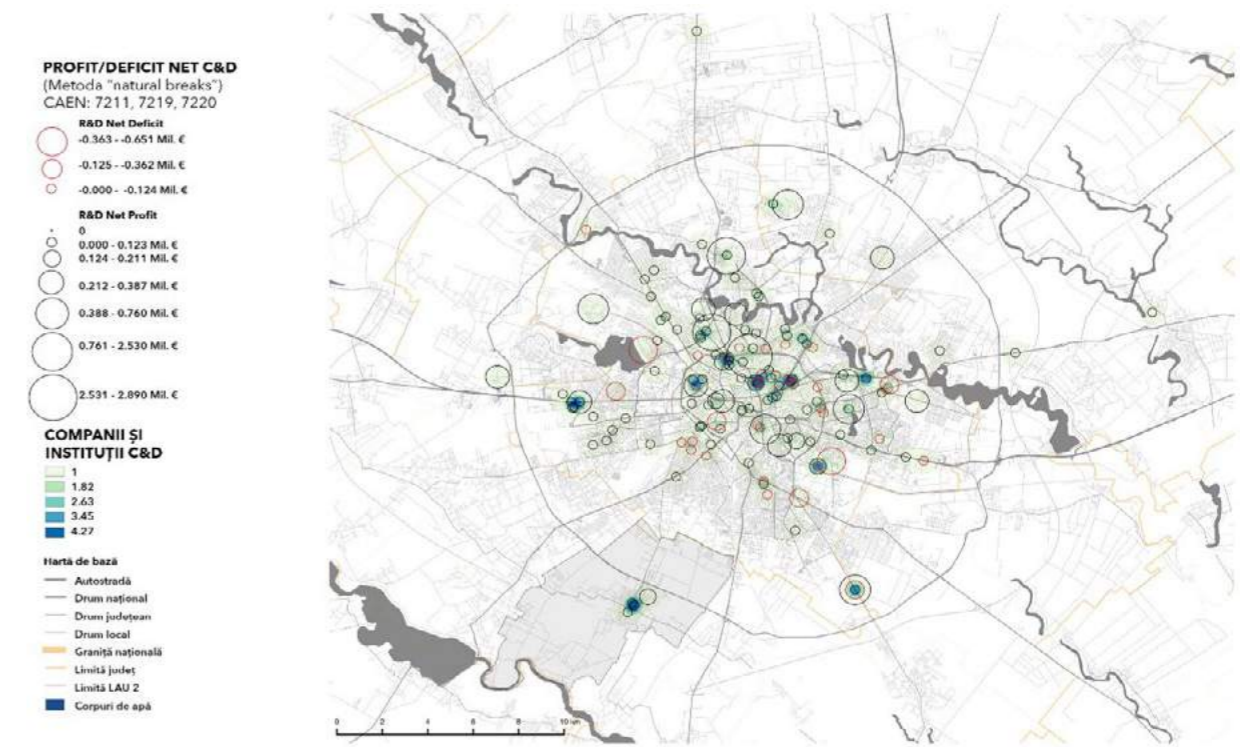 PROFIT/DEFICIT NET C&D
(Metoda "natural breaks")
CAEN: 7211, 7219, 7220
R&D Net Deficit
-0.363 - -0.651 Mil. €
-0.125 - -0.362 Mil. €
-0.000 - -0.124 Mil. €
R&D Net Profit
0
0.000 - 0.123 Mil. €
0.124 - 0.211 Mil. €
0.212 - 0.387 Mil. €
0.388 - 0.760 Mil. €
0.761 - 2.530 Mil. €
2.531 - 2.890 Mil. €
COMPANII ȘI
INSTITUȚII C&D
1
1.82
2.63
3.45
4.27
Hartă de bază
Autostradă
Drum național
Drum județean
Drum local
Graniță națională
Limită județ
Limită LAU 2
Corpuri de apă
0 2 4 6 8 10 km